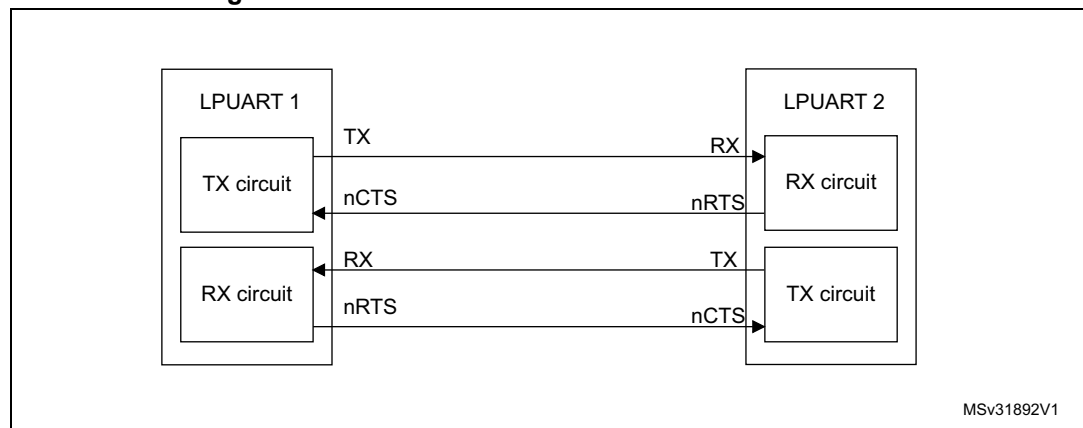 LPUART 1 LPUART 2
TX RX
TX circuit RX circuit
nCTS nRTS
RX TX
RX circuit TX circuit
nRTS nCTS
MSv31892V1